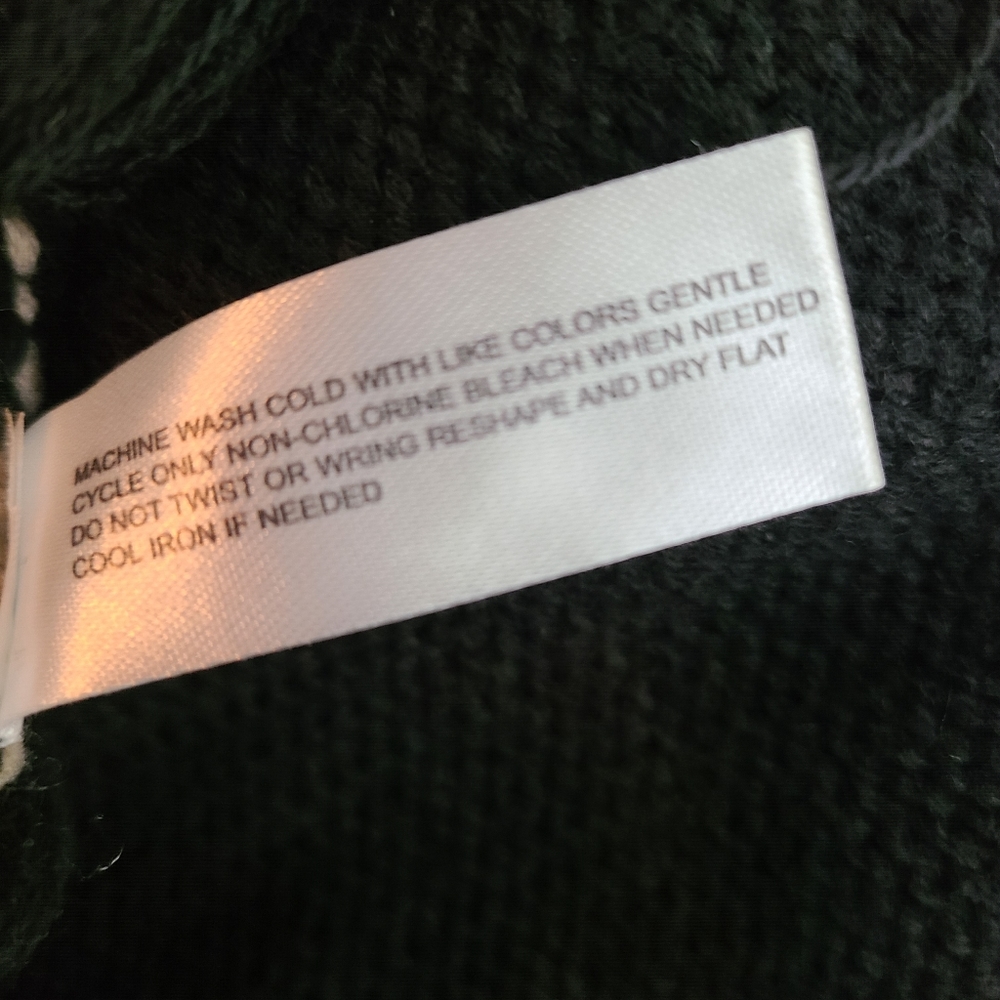 MACHINE WASH COLD WITH LIKE COLORS GENTLE
CYCLE ONLY NON-CHLORINE BLEACH WHEN NEEDED
DO NOT TWIST OR WRING RESHAPE AND DRY FLAT
COOL IRON IF NEEDED